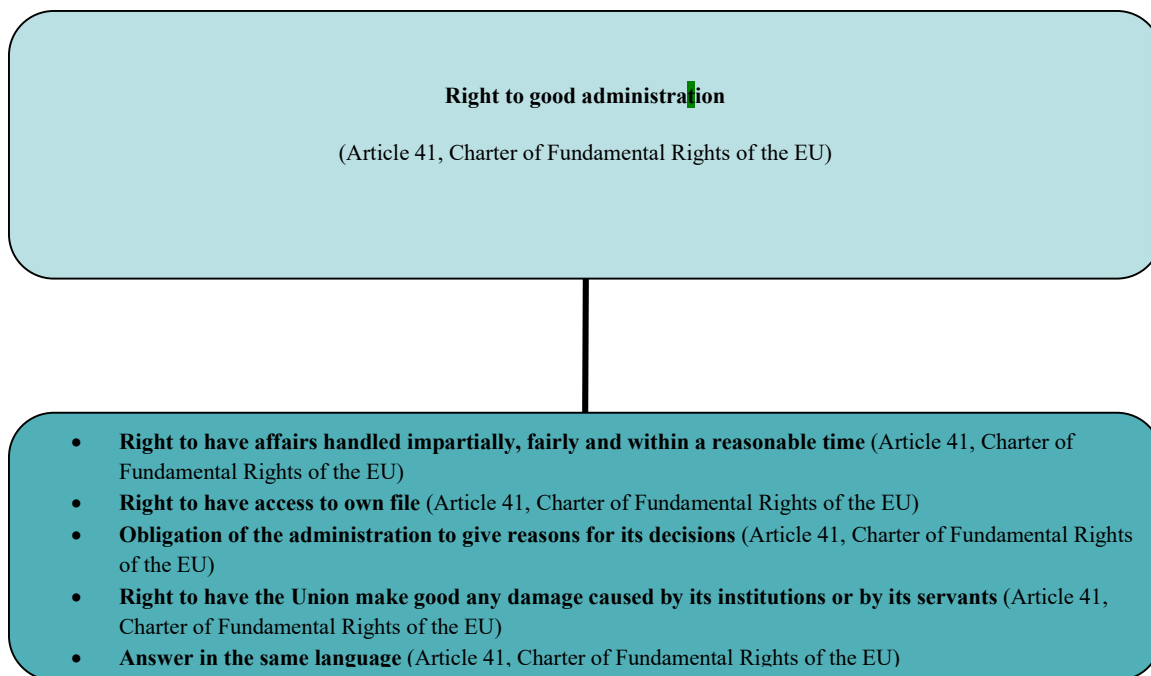 Right to good administration
(Article 41, Charter of Fundamental Rights of the EU)
• Right to have affairs handled impartially, fairly and within a reasonable time (Article 41, Charter of
Fundamental Rights of the EU)
• Right to have access to own file (Article 41, Charter of Fundamental Rights of the EU)
• Obligation of the administration to give reasons for its decisions (Article 41, Charter of Fundamental Rights
of the EU)
• Right to have the Union make good any damage caused by its institutions or by its servants (Article 41,
Charter of Fundamental Rights of the EU)
• Answer in the same language (Article 41, Charter of Fundamental Rights of the EU)